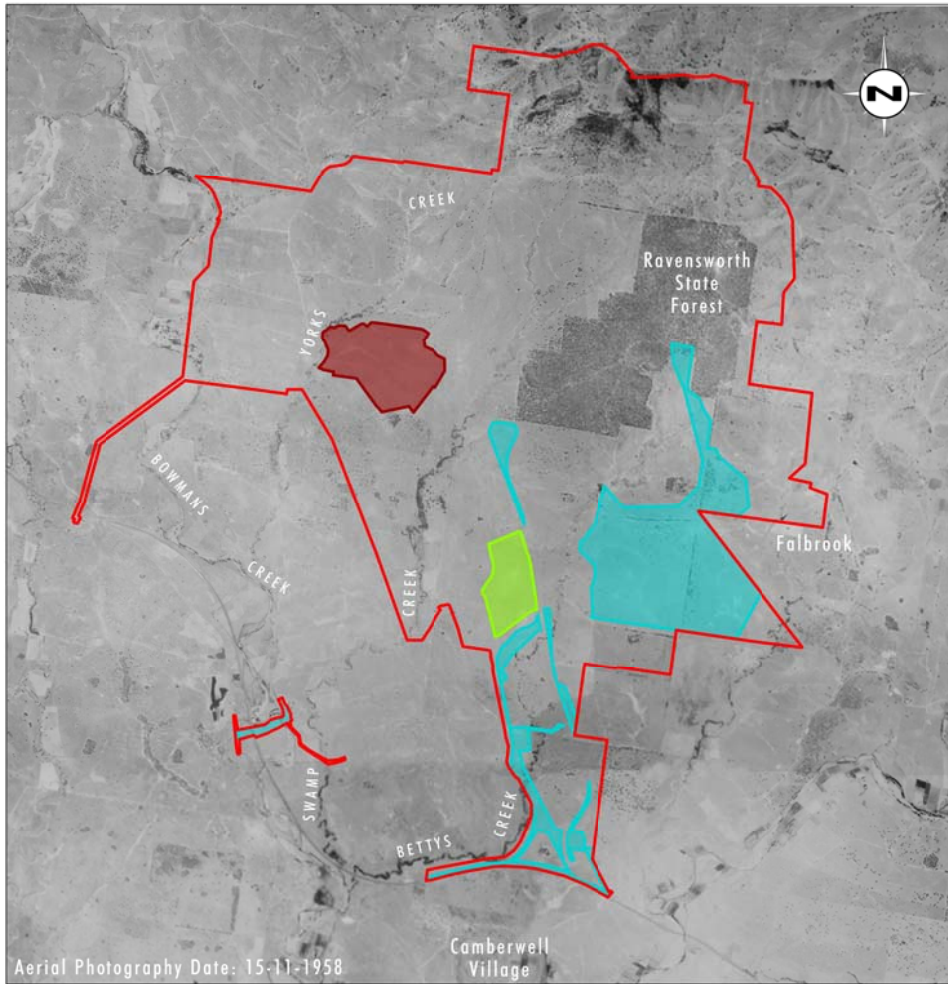 N
CREEK
Ravensworth
State
Forest
YORKS
BOWMANS
CREEK
CREEK
Falbrook
SWAMP
CREEK
BETTYS
Camberwell
Village
Aerial Photography Date: 15-11-1958